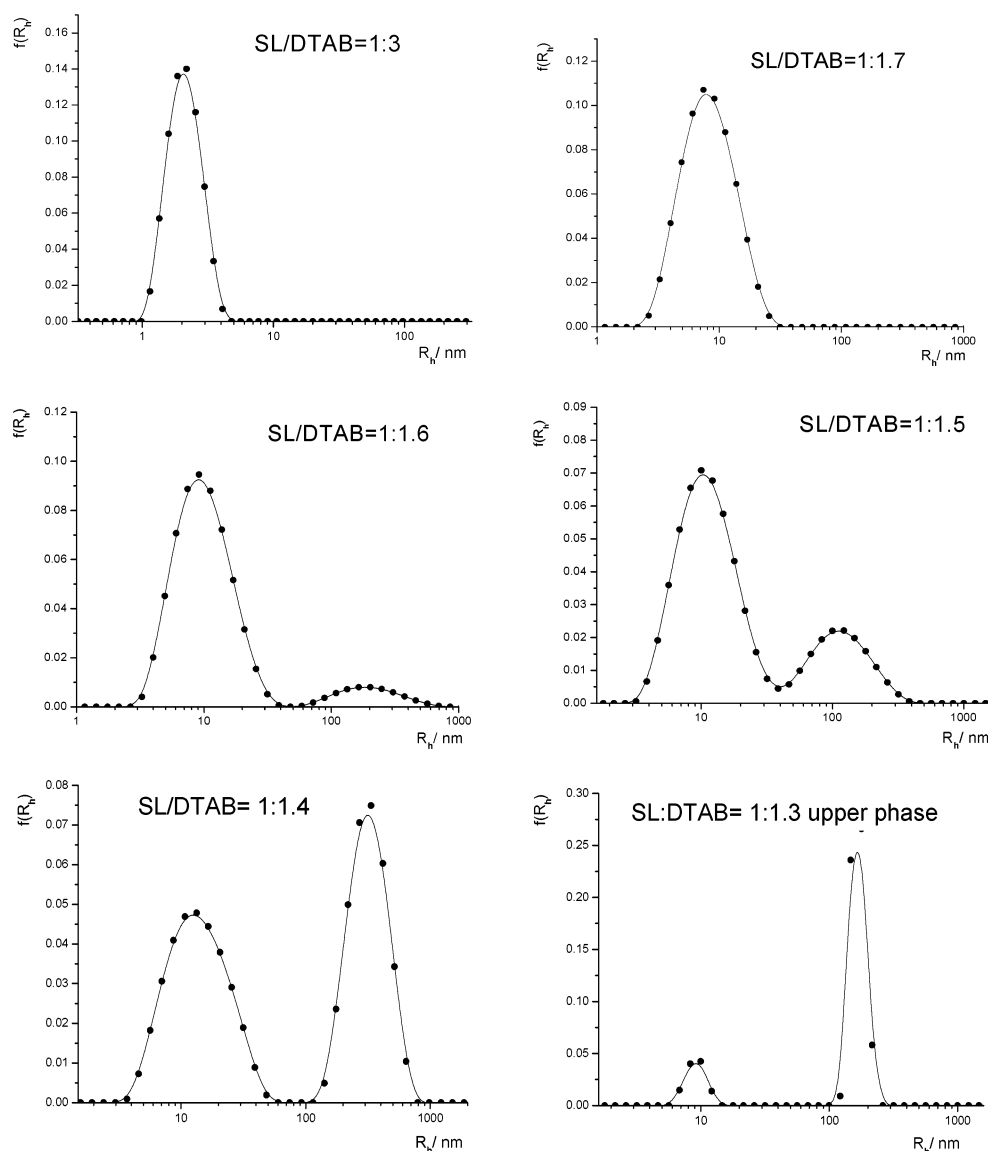 SL/DTAB=1:3
f(Rh)
0.16
0.14
0.12
0.10
0.08
0.06
0.04
0.02
0.00
1 10 100
Rh/ nm
SL/DTAB=1:1.7
f(Rh)
0.12
0.10
0.08
0.06
0.04
0.02
0.00
1 10 100 1000
Rh/ nm
SL/DTAB=1:1.6
f(Rh)
0.12
0.10
0.08
0.06
0.04
0.02
0.00
1 10 100 1000
Rh/ nm
SL/DTAB=1:1.5
f(Rh)
0.09
0.08
0.07
0.06
0.05
0.04
0.03
0.02
0.01
0.00
10 100 1000
Rh/ nm
SL/DTAB= 1:1.4
f(Rh)
0.08
0.07
0.06
0.05
0.04
0.03
0.02
0.01
0.00
10 100 1000
Rh/ nm
SL:DTAB= 1:1.3 upper phase
f(Rh)
0.30
0.25
0.20
0.15
0.10
0.05
0.00
10 100 1000
Rh/ nm